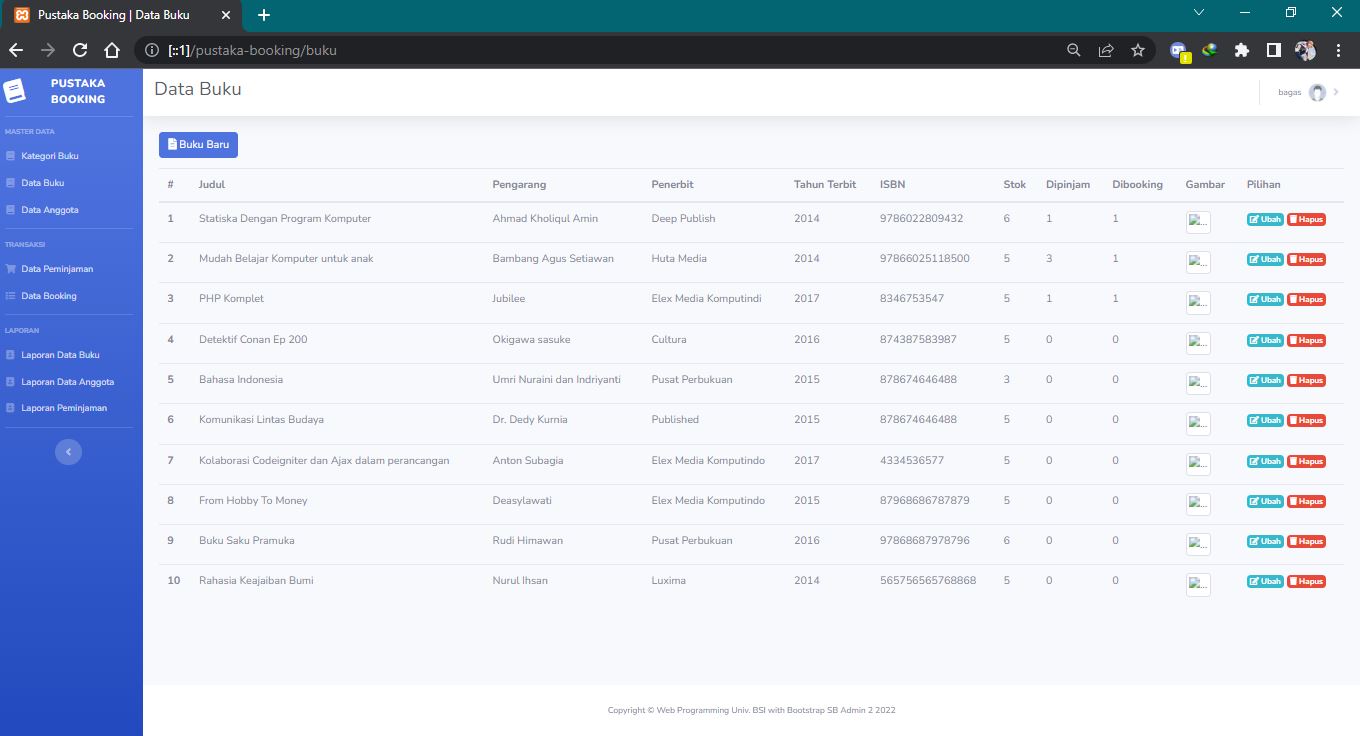 Pustaka Booking | Data Buku
[::1]/pustaka-booking/buku
PUSTAKA
BOOKING
Data Buku
bagas
MASTER DATA
Kategori Buku
Data Buku
Data Anggota
TRANSAKSI
Data Peminjaman
Data Booking
LAPORAN
Laporan Data Buku
Laporan Data Anggota
Laporan Peminjaman
Buku Baru
# Judul Pengarang Penerbit Tahun Terbit ISBN Stok Dipinjam Dibooking Gambar Pilihan
1 Statiska Dengan Program Komputer Ahmad Kholiqul Amin Deep Publish 2014 9786022809432 6 1 1 ... Ubah Hapus
2 Mudah Belajar Komputer untuk anak Bambang Agus Setiawan Huta Media 2014 97866025118500 5 3 1 ... Ubah Hapus
3 PHP Komplet Jubilee Elex Media Komputindi 2017 8346753547 5 1 1 ... Ubah Hapus
4 Detektif Conan Ep 200 Okigawa sasuke Cultura 2016 874387583987 5 0 0 ... Ubah Hapus
5 Bahasa Indonesia Umri Nuraini dan Indriyanti Pusat Perbukuan 2015 878674646488 3 0 0 ... Ubah Hapus
6 Komunikasi Lintas Budaya Dr. Dedy Kurnia Published 2015 878674646488 5 0 0 ... Ubah Hapus
7 Kolaborasi Codeigniter dan Ajax dalam perancangan Anton Subagia Elex Media Komputindo 2017 4334536577 5 0 0 ... Ubah Hapus
8 From Hobby To Money Deasylawati Elex Media Komputindo 2015 87968686787879 5 0 0 ... Ubah Hapus
9 Buku Saku Pramuka Rudi Himawan Pusat Perbukuan 2016 97868687978796 6 0 0 ... Ubah Hapus
10 Rahasia Keajaiban Bumi Nurul Ihsan Luxima 2014 565756565768868 5 0 0 ... Ubah Hapus
Copyright © Web Programming Univ. BSI with Bootstrap SB Admin 2 2022